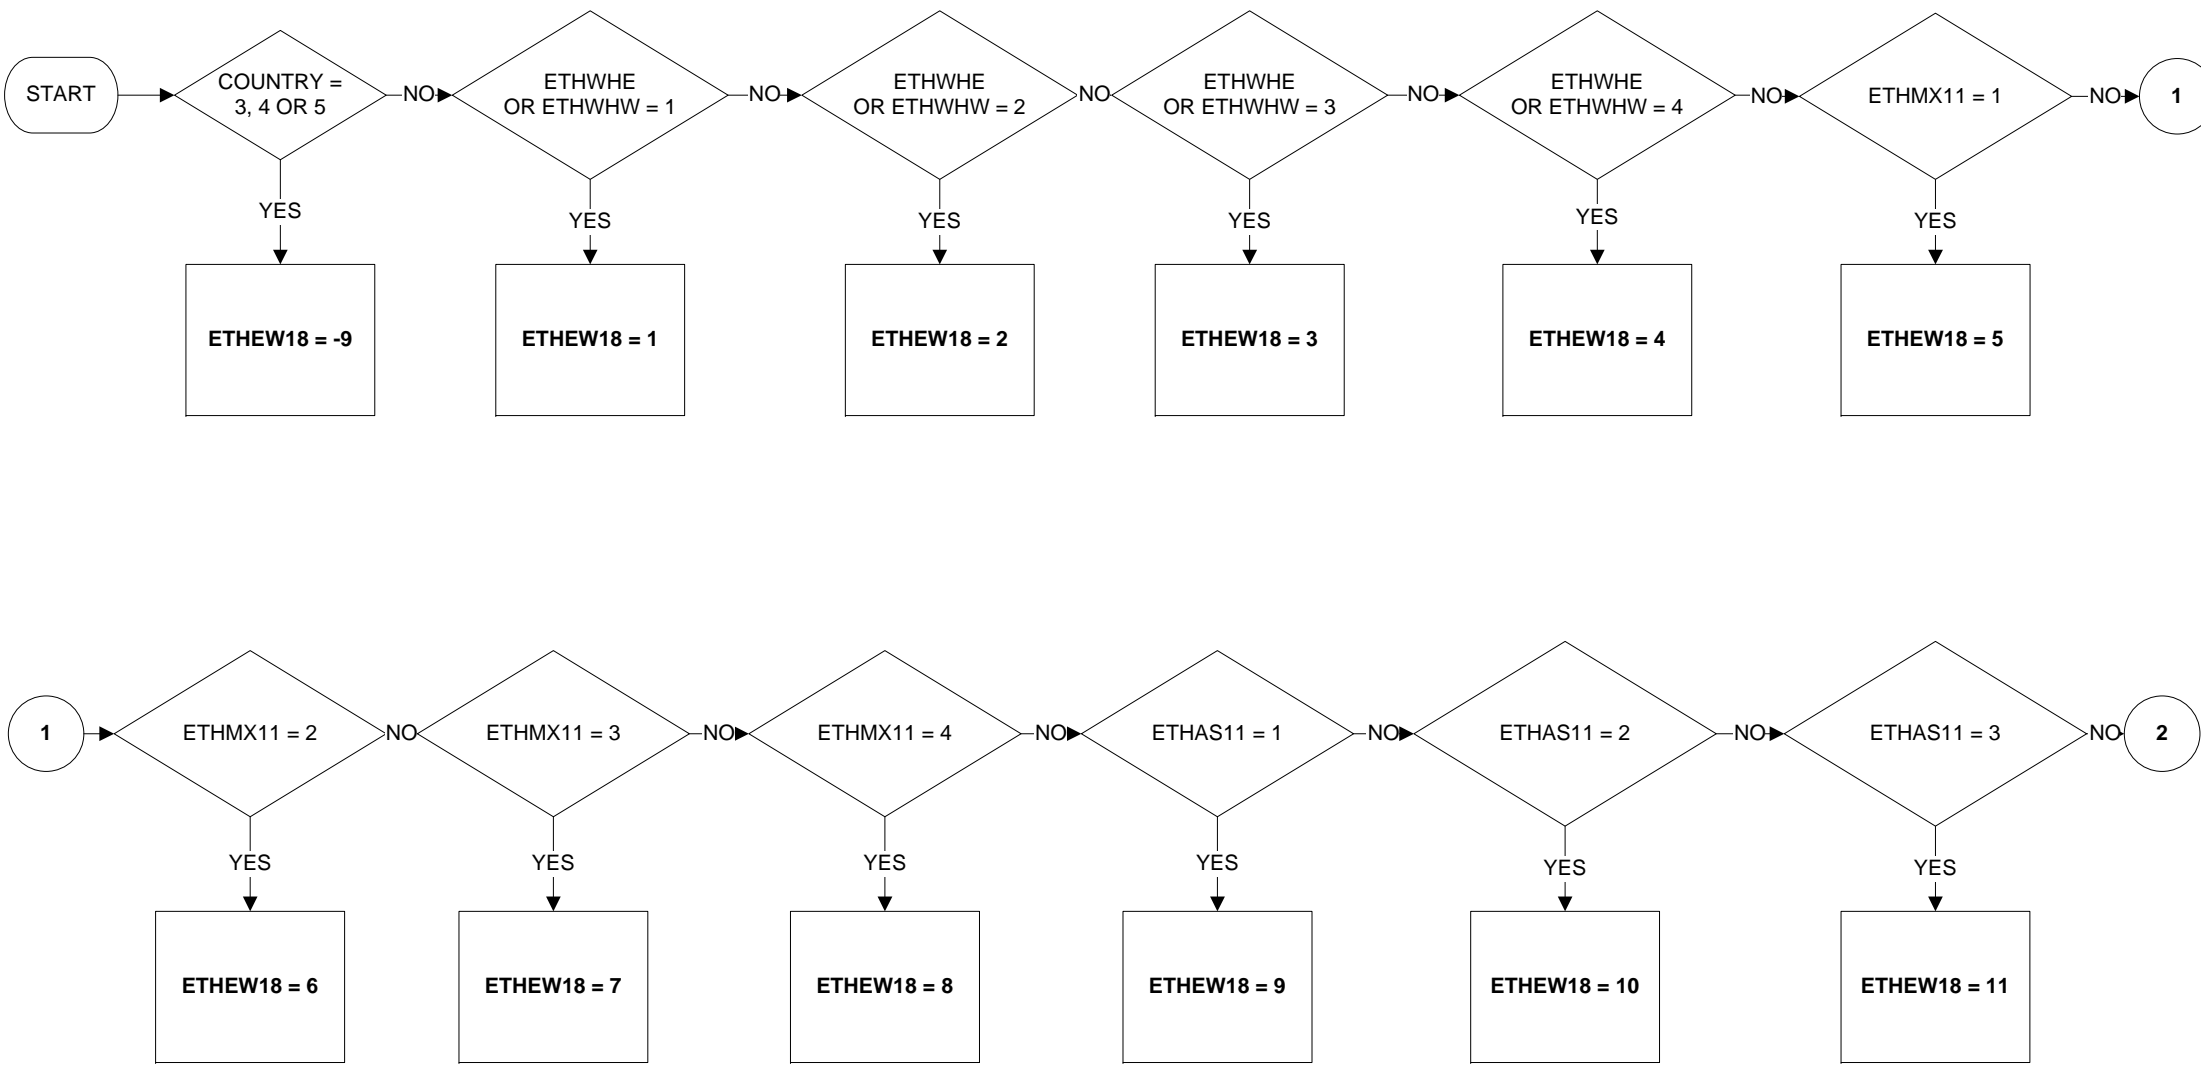 START
COUNTRY =
3, 4 OR 5
NO
ETHWHE
OR ETHWHW = 1
NO
ETHWHE
OR ETHWHW = 2
NO
ETHWHE
OR ETHWHW = 3
NO
ETHWHE
OR ETHWHW = 4
NO
ETHMX11 = 1
NO
1
YES
YES
YES
YES
YES
YES
ETHEW18 = -9
ETHEW18 = 1
ETHEW18 = 2
ETHEW18 = 3
ETHEW18 = 4
ETHEW18 = 5
1
ETHMX11 = 2
NO
ETHMX11 = 3
NO
ETHMX11 = 4
NO
ETHAS11 = 1
NO
ETHAS11 = 2
NO
ETHAS11 = 3
NO
2
YES
YES
YES
YES
YES
YES
ETHEW18 = 6
ETHEW18 = 7
ETHEW18 = 8
ETHEW18 = 9
ETHEW18 = 10
ETHEW18 = 11